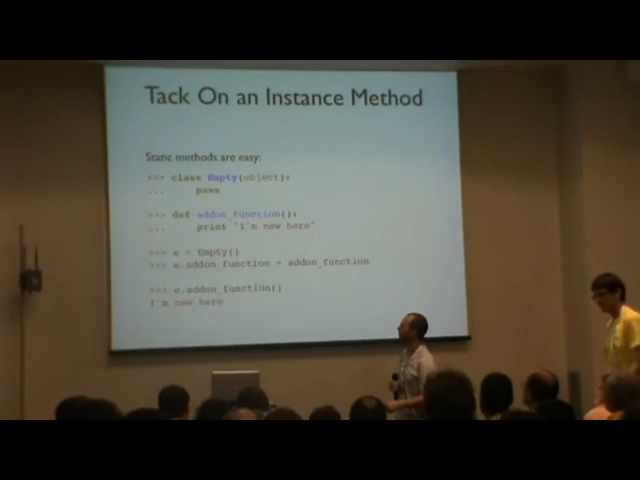 Tack On an Instance Method
Static methods are easy:
>>> class Empty(object):
...     pass
>>> def addon_function():
...     print "I'm new here"
>>> e = Empty()
>>> e.addon_function = addon_function
>>> e.addon_function()
I'm new here